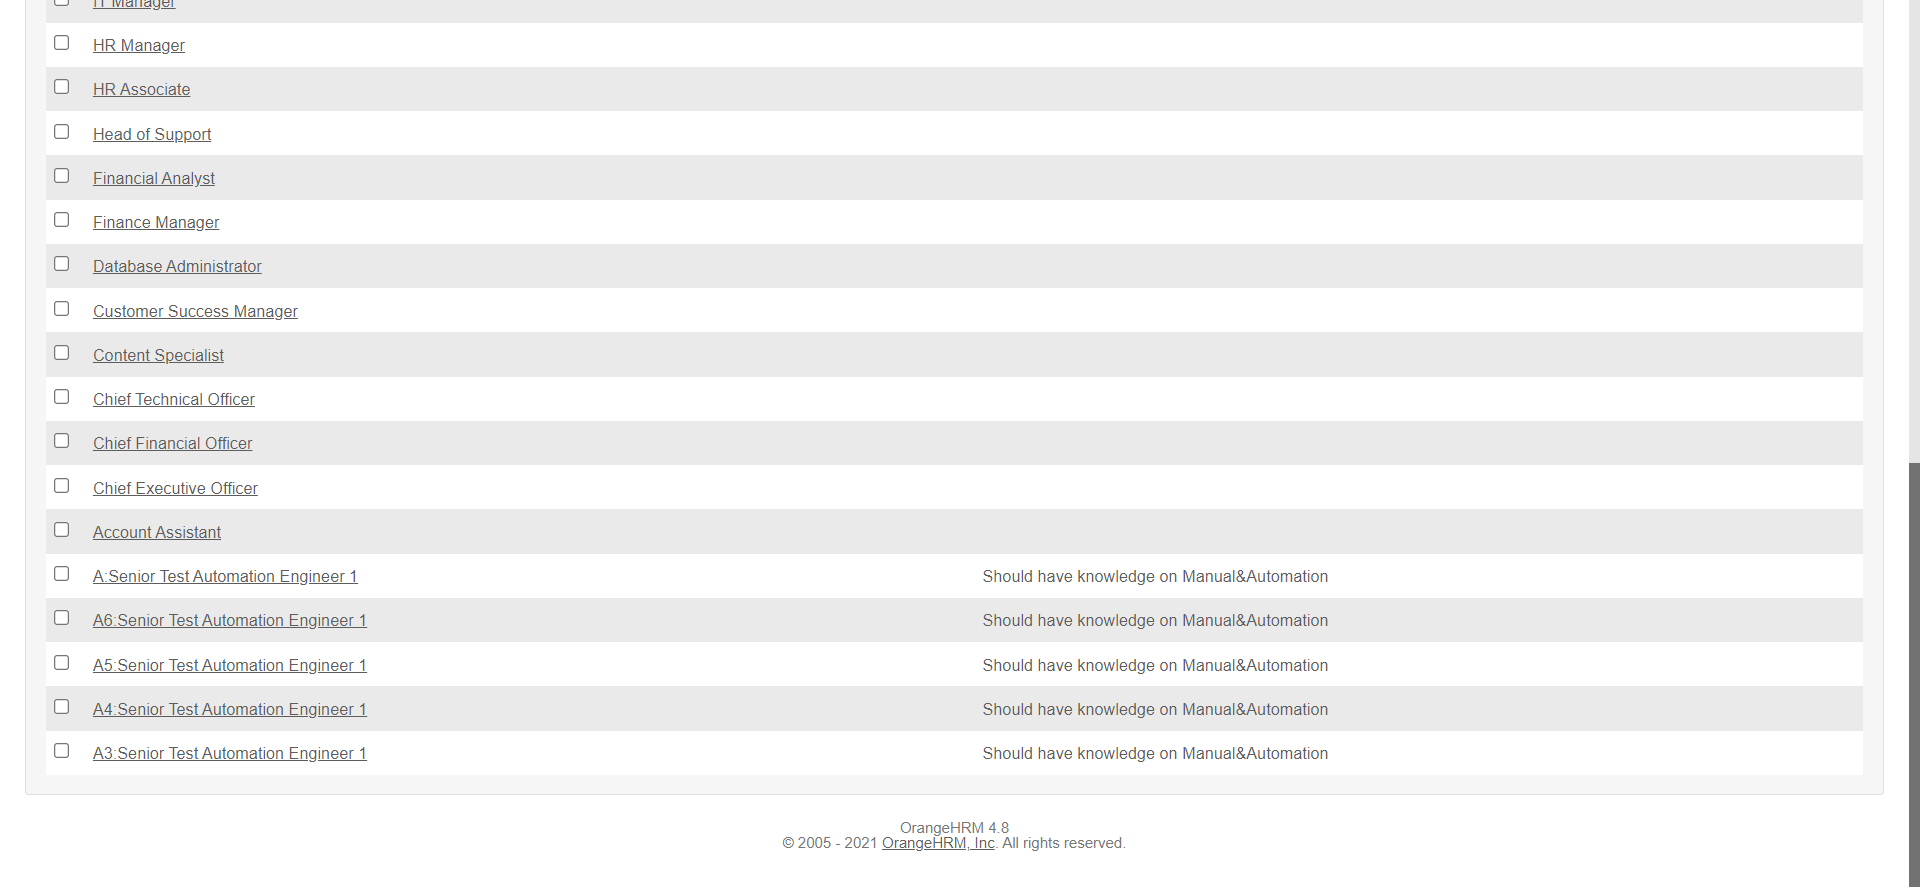 IT Manager
HR Manager
HR Associate
Head of Support
Financial Analyst
Finance Manager
Database Administrator
Customer Success Manager
Content Specialist
Chief Technical Officer
Chief Financial Officer
Chief Executive Officer
Account Assistant
A:Senior Test Automation Engineer 1 Should have knowledge on Manual&Automation
A6:Senior Test Automation Engineer 1 Should have knowledge on Manual&Automation
A5:Senior Test Automation Engineer 1 Should have knowledge on Manual&Automation
A4:Senior Test Automation Engineer 1 Should have knowledge on Manual&Automation
A3:Senior Test Automation Engineer 1 Should have knowledge on Manual&Automation
OrangeHRM 4.8
© 2005 - 2021 OrangeHRM, Inc. All rights reserved.